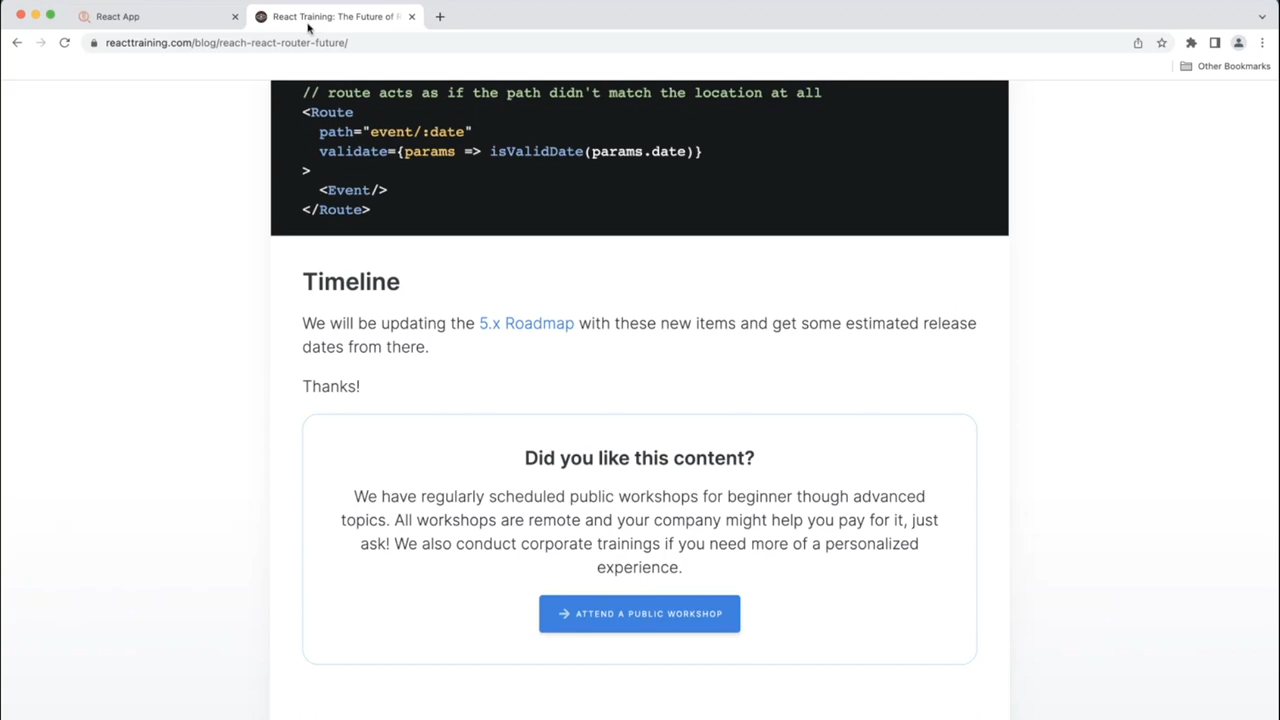 React App
React Training: The Future of R
reacttraining.com/blog/reach-react-router-future/
Other Bookmarks
// route acts as if the path didn't match the location at all
<Route
path="event/:date"
validate={params => isValidDate(params.date)}
>
<Event/>
</Route>
Timeline
We will be updating the 5.x Roadmap with these new items and get some estimated release
dates from there.
Thanks!
Did you like this content?
We have regularly scheduled public workshops for beginner though advanced
topics. All workshops are remote and your company might help you pay for it, just
ask! We also conduct corporate trainings if you need more of a personalized
experience.
ATTEND A PUBLIC WORKSHOP